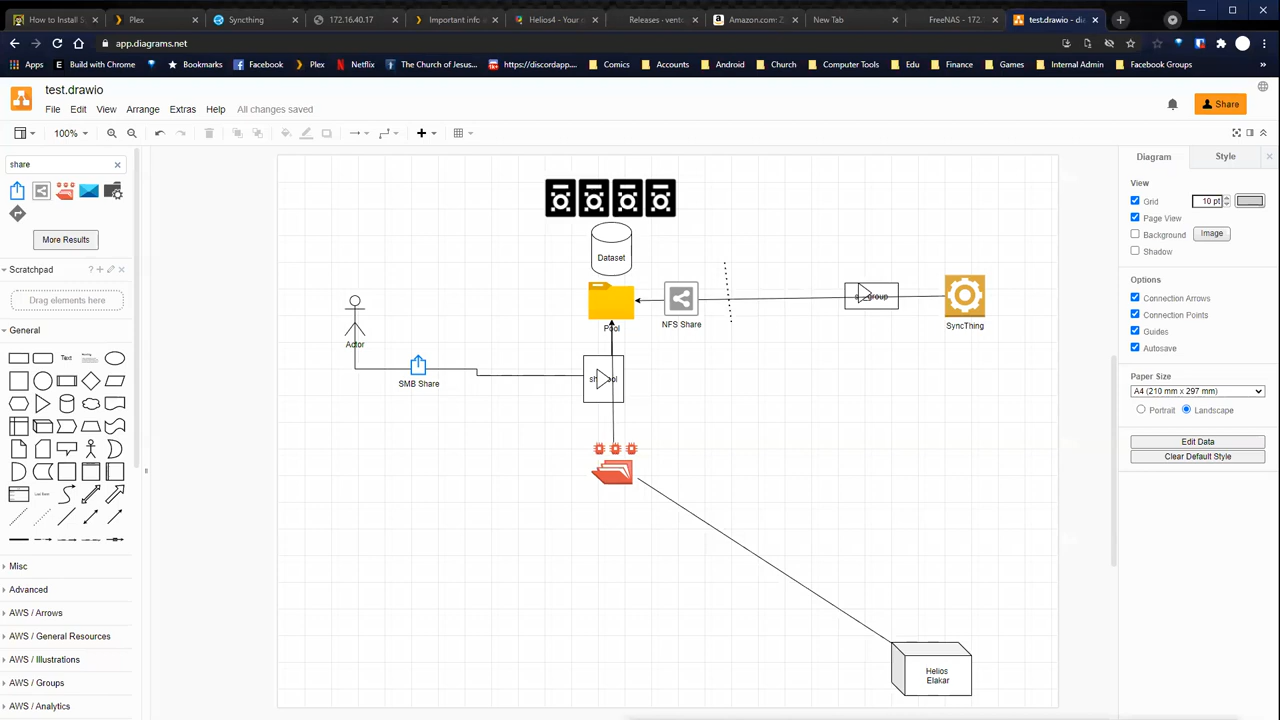 How to Install S
Plex
Syncthing
172.16.40.17
Important info o
Helios4 - Your n
Releases - vento
Amazon.com: Z
New Tab
FreeNAS - 172.
test.drawio - dia
app.diagrams.net
Apps
Build with Chrome
Bookmarks
Facebook
Plex
Netflix
The Church of Jesus...
https://discordapp....
Comics
Accounts
Android
Church
Computer Tools
Edu
Finance
Games
Internal Admin
Facebook Groups
test.drawio
File
Edit
View
Arrange
Extras
Help
All changes saved
Share
100%
share
More Results
Scratchpad
Drag elements here
General
Text
Misc
Advanced
AWS / Arrows
AWS / General Resources
AWS / Illustrations
AWS / Groups
AWS / Analytics
Dataset
Pool
NFS Share
SyncThing
Actor
SMB Share
Helios
Elakar
Diagram
Style
View
Grid
10 pt
Page View
Background
Image
Shadow
Options
Connection Arrows
Connection Points
Guides
Autosave
Paper Size
A4 (210 mm x 297 mm)
Portrait
Landscape
Edit Data
Clear Default Style